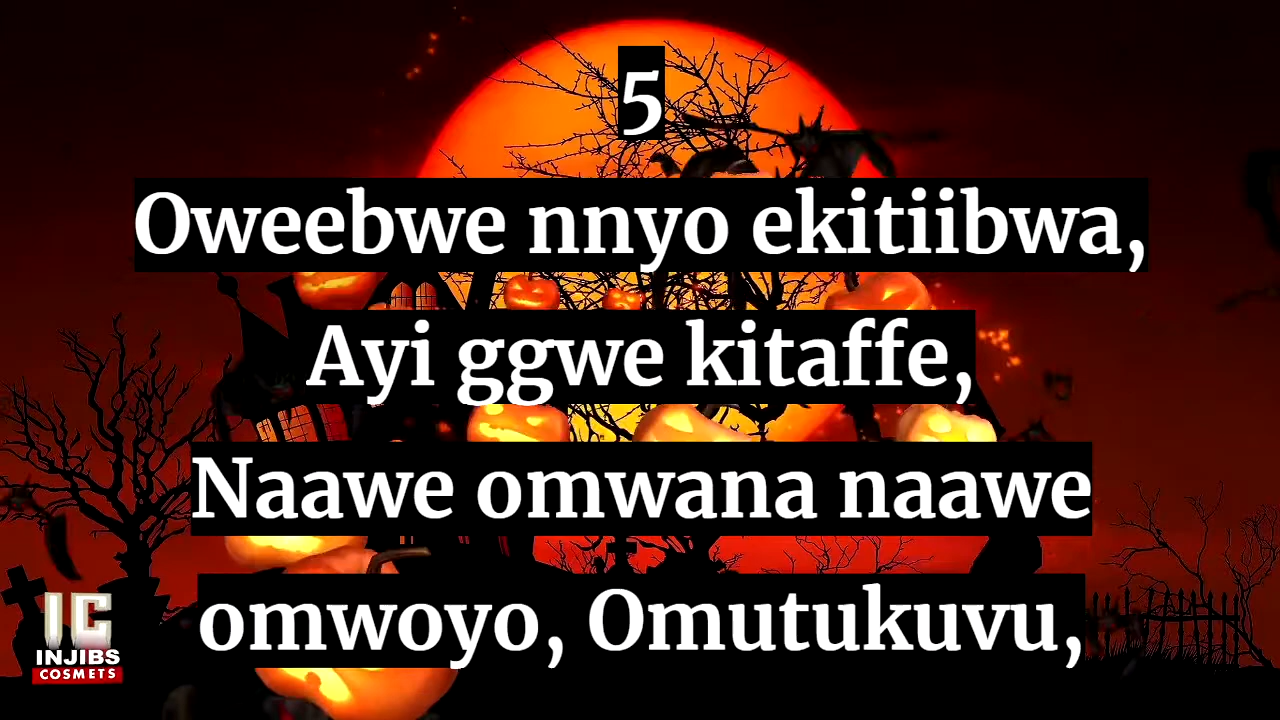 5
Oweebwe nnyo ekitiibwa,
Ayi ggwe kitaffe,
Naawe omwana naawe
omwoyo, Omutukuvu,
IC
INJIBS
COSMETS